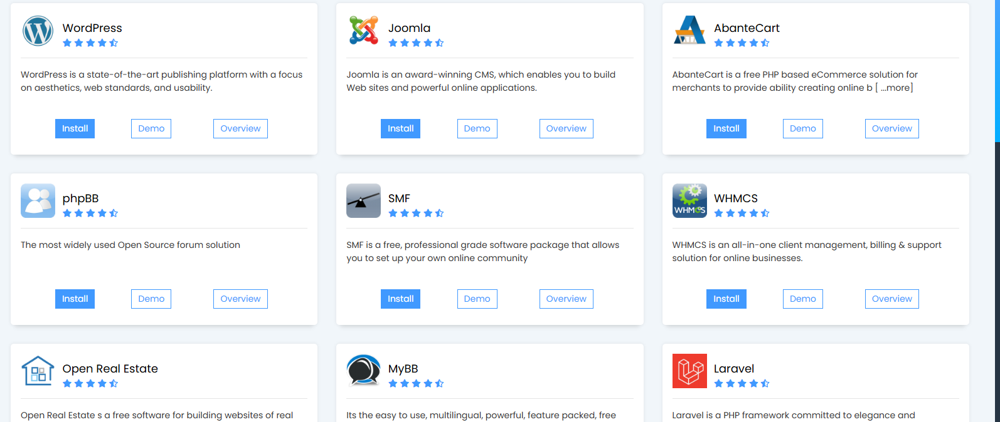 WordPress
WordPress is a state-of-the-art publishing platform with a focus
on aesthetics, web standards, and usability.
Install Demo Overview
Joomla
Joomla is an award-winning CMS, which enables you to build
Web sites and powerful online applications.
Install Demo Overview
AbanteCart
AbanteCart is a free PHP based eCommerce solution for
merchants to provide ability creating online b [ ...more]
Install Demo Overview
phpBB
The most widely used Open Source forum solution
Install Demo Overview
SMF
SMF is a free, professional grade software package that allows
you to set up your own online community
Install Demo Overview
WHMCS
WHMCS
WHMCS is an all-in-one client management, billing & support
solution for online businesses.
Install Demo Overview
Open Real Estate
Open Real Estate s a free software for building websites of real
MyBB
Its the easy to use, multilingual, powerful, feature packed, free
Laravel
Laravel is a PHP framework committed to elegance and